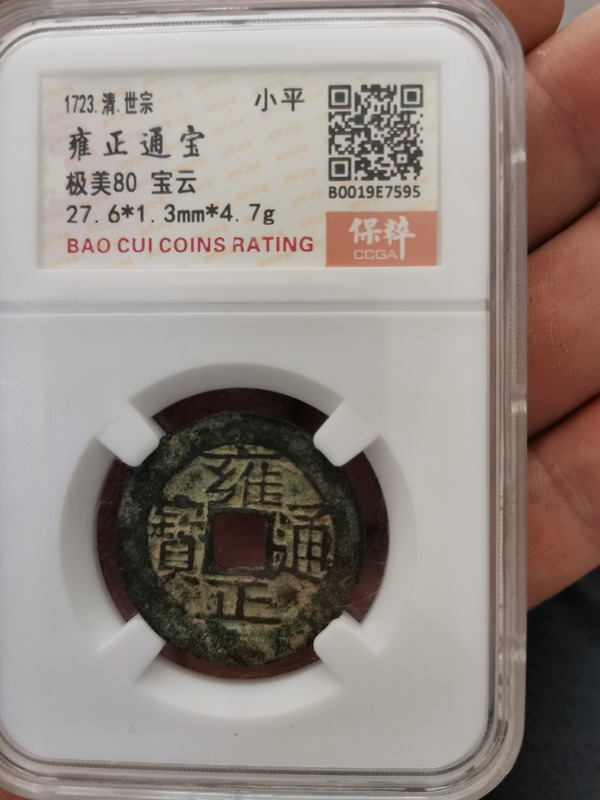 1723.清.世宗
小平
雍正通宝
极美80 宝云
27.6*1.3mm*4.7g
BAO CUI COINS RATING
B0019E7595
保粹
CCGA
雍正通寳